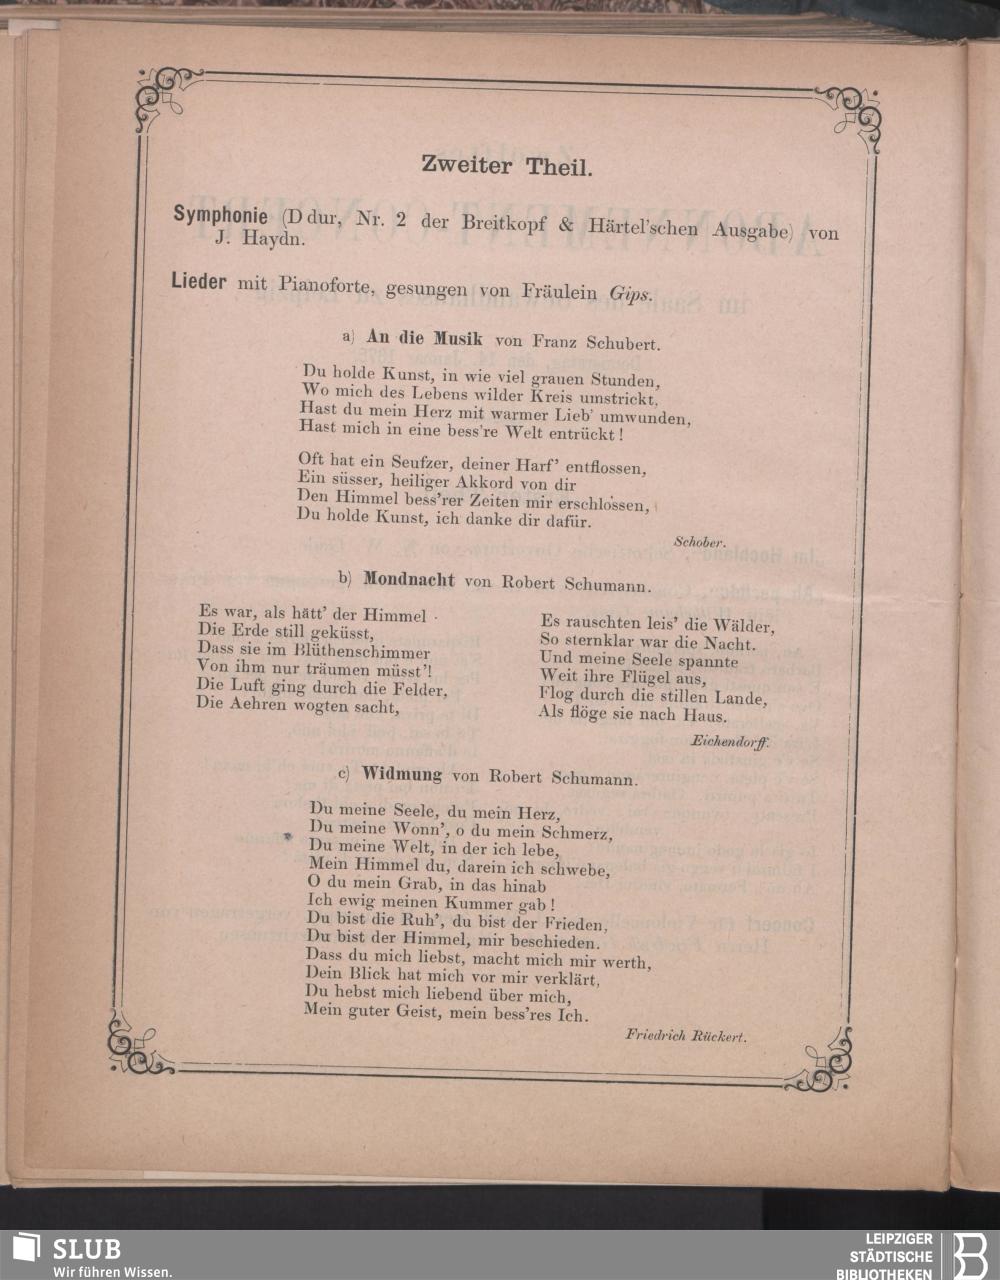 Zweiter Theil.
Symphonie (D dur, Nr. 2 der Breitkopf & Härtel'schen Ausgabe) von
J. Haydn.
Lieder mit Pianoforte, gesungen von Fräulein Gips.
a) An die Musik von Franz Schubert.
Du holde Kunst, in wie viel grauen Stunden,
Wo mich des Lebens wilder Kreis umstrickt,
Hast du mein Herz mit warmer Lieb' umwunden,
Hast mich in eine bess're Welt entrückt!
Oft hat ein Seufzer, deiner Harf' entflossen,
Ein süsser, heiliger Akkord von dir
Den Himmel bess'rer Zeiten mir erschlossen,
Du holde Kunst, ich danke dir dafür.
Schober.
b) Mondnacht von Robert Schumann.
Es war, als hätt' der Himmel
Die Erde still geküsst,
Dass sie im Blüthenschimmer
Von ihm nur träumen müsst'!
Die Luft ging durch die Felder,
Die Aehren wogten sacht,
Es rauschten leis' die Wälder,
So sternklar war die Nacht.
Und meine Seele spannte
Weit ihre Flügel aus,
Flog durch die stillen Lande,
Als flöge sie nach Haus.
Eichendorff.
c) Widmung von Robert Schumann.
Du meine Seele, du mein Herz,
Du meine Wonn', o du mein Schmerz,
Du meine Welt, in der ich lebe,
Mein Himmel du, darein ich schwebe,
O du mein Grab, in das hinab
Ich ewig meinen Kummer gab!
Du bist die Ruh', du bist der Frieden,
Du bist der Himmel, mir beschieden.
Dass du mich liebst, macht mich mir werth,
Dein Blick hat mich vor mir verklärt,
Du hebst mich liebend über mich,
Mein guter Geist, mein bess'res Ich.
Friedrich Rückert.
SLUB
Wir führen Wissen.
LEIPZIGER
STÄDTISCHE
BIBLIOTHEKEN